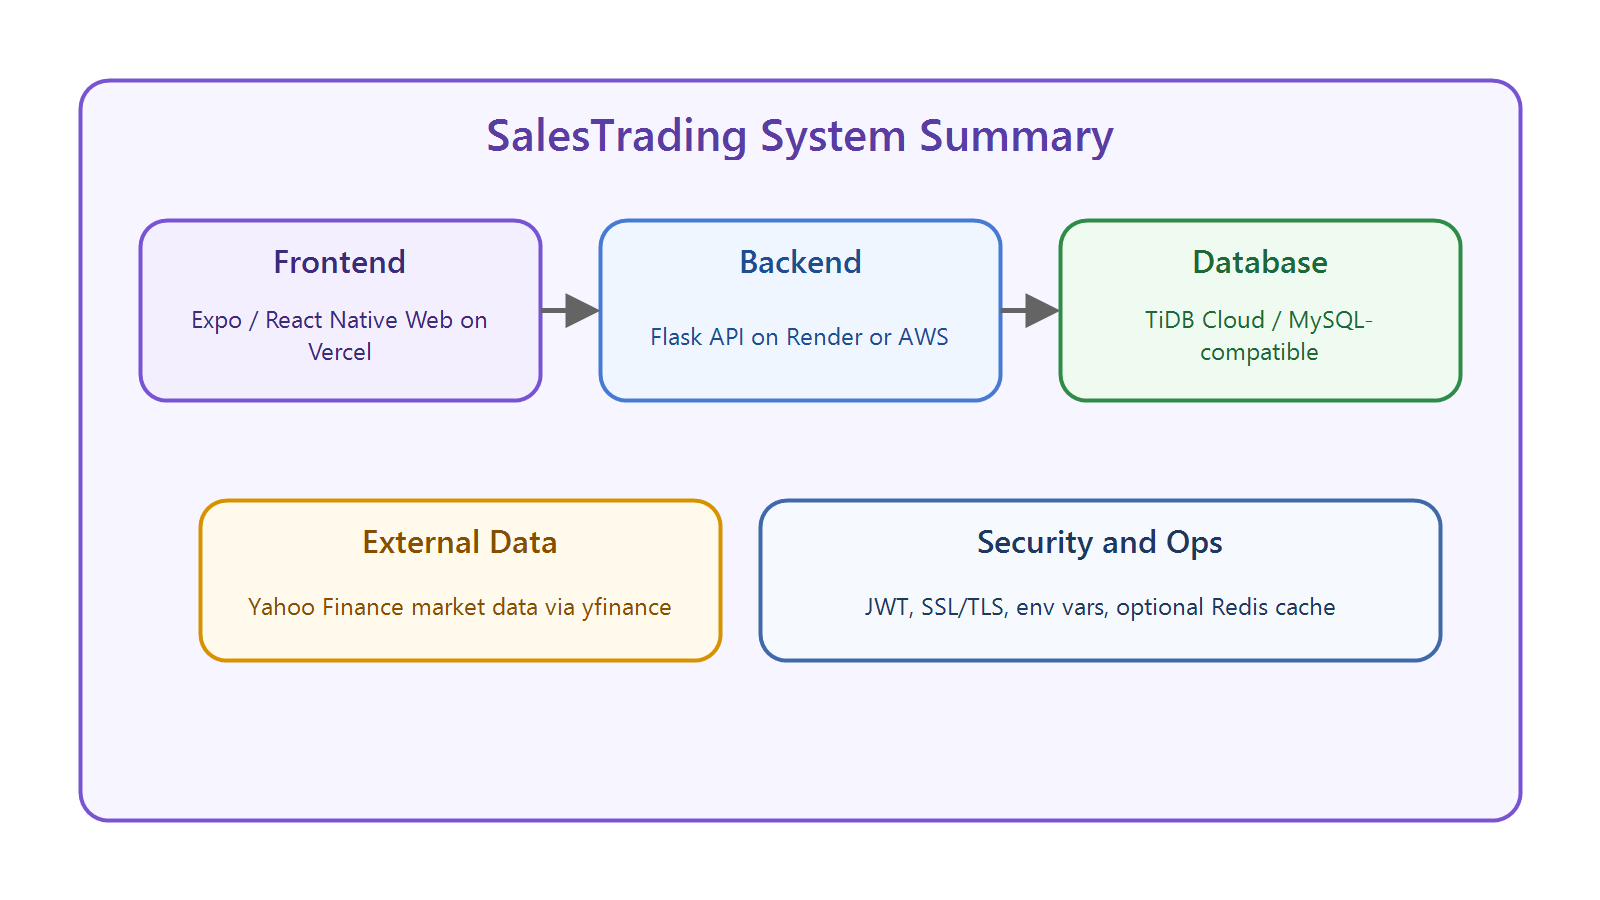 SalesTrading System Summary
Frontend
Expo / React Native Web on
Vercel
Backend
Flask API on Render or AWS
Database
TiDB Cloud / MySQL-
compatible
External Data
Yahoo Finance market data via yfinance
Security and Ops
JWT, SSL/TLS, env vars, optional Redis cache